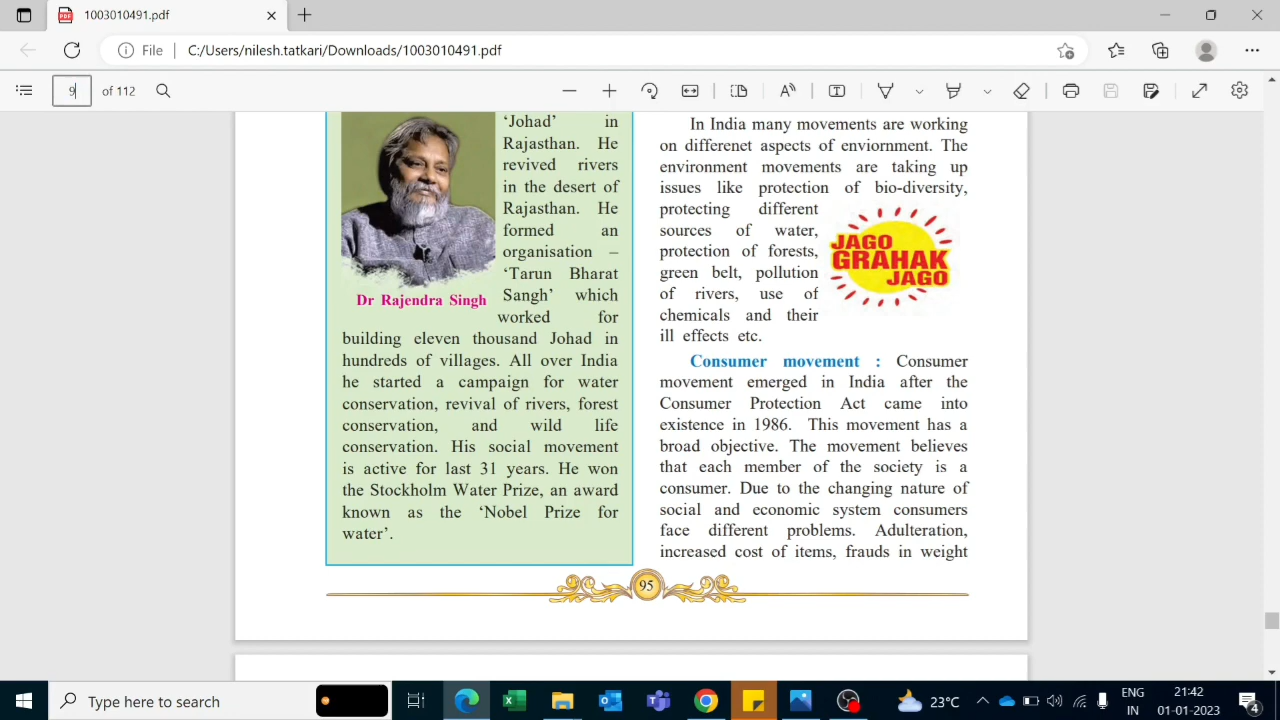 1003010491.pdf
File
C:/Users/nilesh.tatkari/Downloads/1003010491.pdf
9
of 112
'Johad' in
Rajasthan. He
revived rivers
in the desert of
Rajasthan. He
formed an
organisation –
'Tarun Bharat
Sangh' which
Dr Rajendra Singh
worked for
building eleven thousand Johad in
hundreds of villages. All over India
he started a campaign for water
conservation, revival of rivers, forest
conservation, and wild life
conservation. His social movement
is active for last 31 years. He won
the Stockholm Water Prize, an award
known as the 'Nobel Prize for
water'.
In India many movements are working
on differenet aspects of enviornment. The
environment movements are taking up
issues like protection of bio-diversity,
protecting different
sources of water,
protection of forests,
green belt, pollution
of rivers, use of
chemicals and their
ill effects etc.
JAGO
GRAHAK
JAGO
Consumer movement : Consumer
movement emerged in India after the
Consumer Protection Act came into
existence in 1986. This movement has a
broad objective. The movement believes
that each member of the society is a
consumer. Due to the changing nature of
social and economic system consumers
face different problems. Adulteration,
increased cost of items, frauds in weight
95
Type here to search
23°C
ENG
IN
21:42
01-01-2023
4